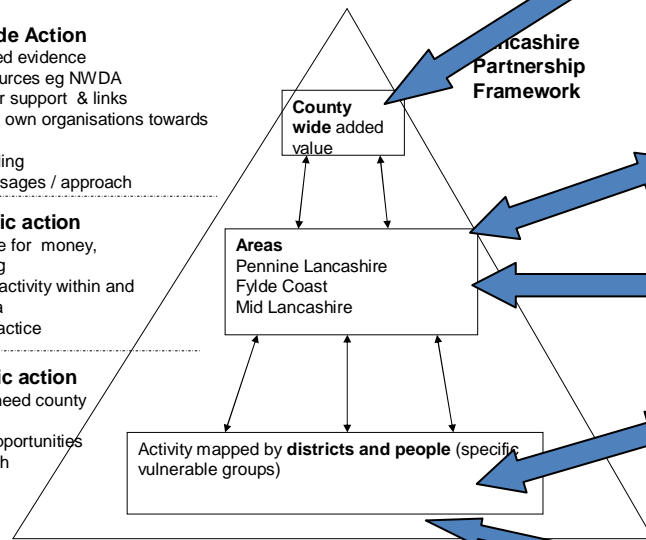 de Action
ed evidence
urces eg NWDA
r support & links
own organisations towards
ling
sages / approach
ic action
e for money,
g
activity within and
a
actice
ic action
need county
pportunities
h
ncashire
Partnership
Framework
County
wide added
value
Areas
Pennine Lancashire
Fylde Coast
Mid Lancashire
Activity mapped by districts and people (specific
vulnerable groups)